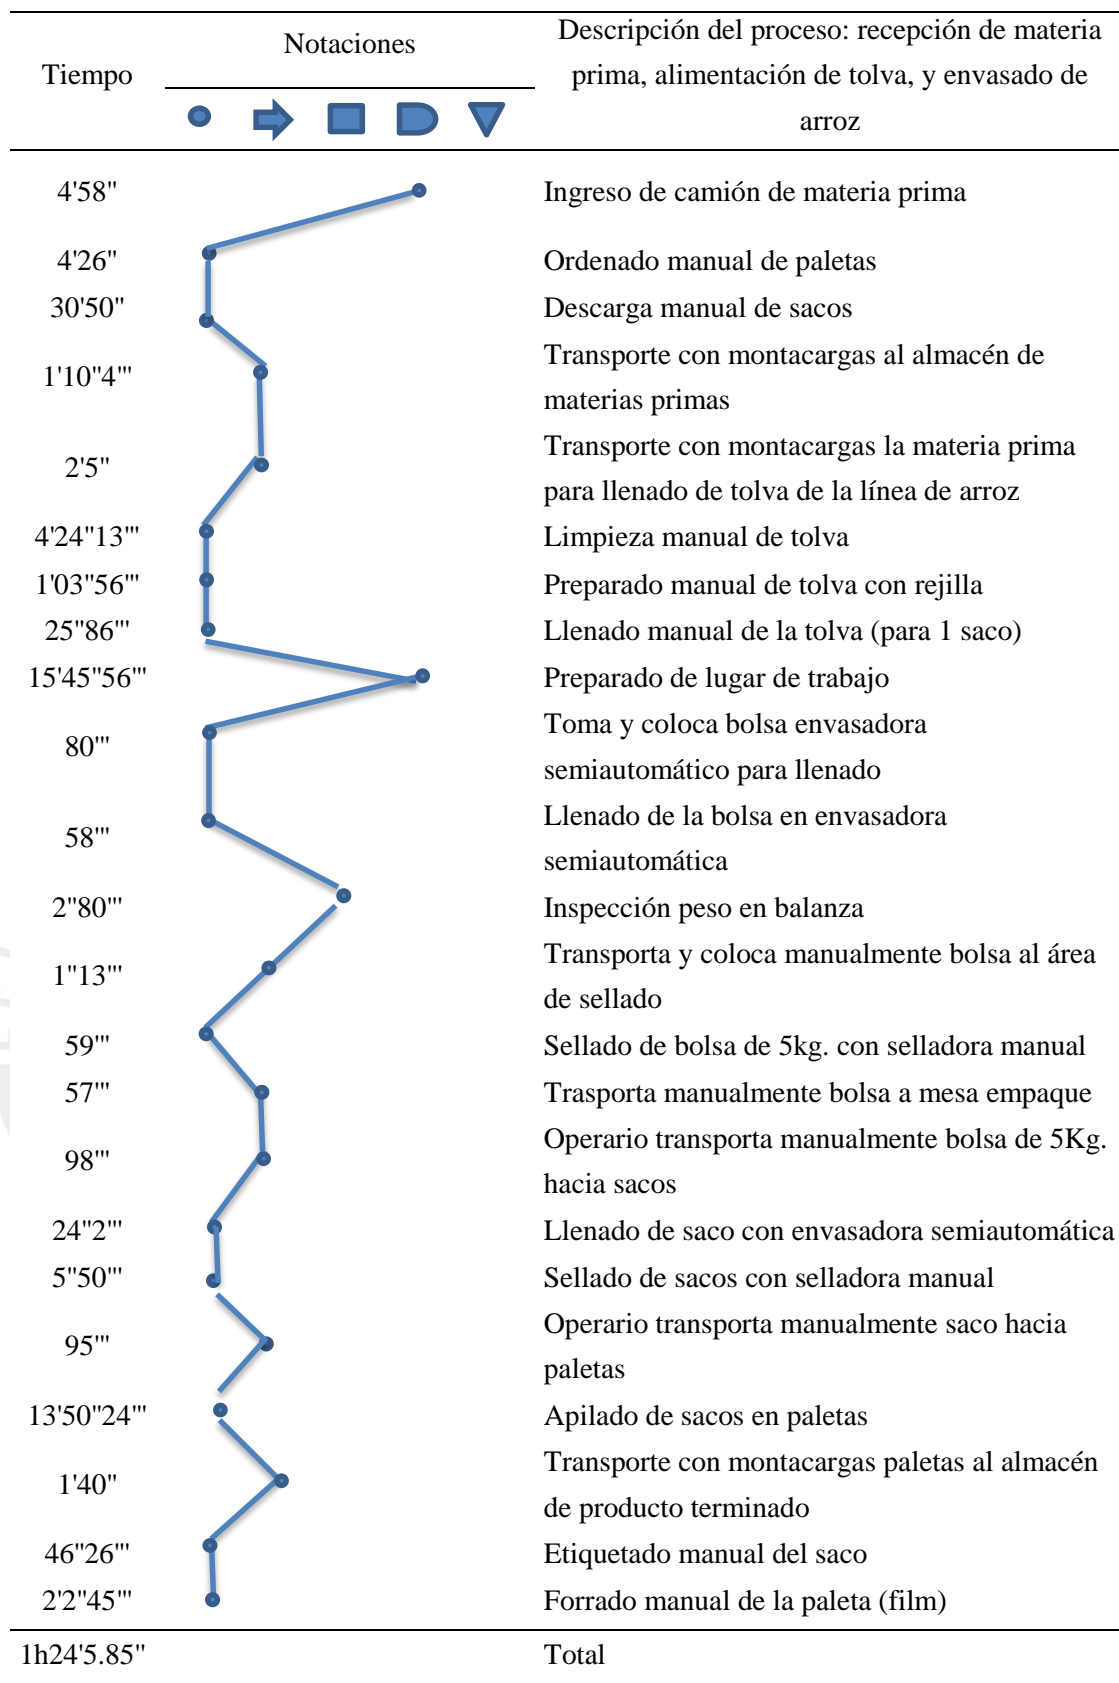 Tiempo
Notaciones
Descripción del proceso: recepción de materia
prima, alimentación de tolva, y envasado de
arroz
4'58" Ingreso de camión de materia prima
4'26" Ordenado manual de paletas
30'50" Descarga manual de sacos
1'10"4'" Transporte con montacargas al almacén de
materias primas
2'5" Transporte con montacargas la materia prima
para llenado de tolva de la línea de arroz
4'24"13'" Limpieza manual de tolva
1'03"56'" Preparado manual de tolva con rejilla
25"86'" Llenado manual de la tolva (para 1 saco)
15'45"56'" Preparado de lugar de trabajo
80'" Toma y coloca bolsa envasadora
semiautomático para llenado
58'" Llenado de la bolsa en envasadora
semiautomática
2"80'" Inspección peso en balanza
1"13'" Transporta y coloca manualmente bolsa al área
de sellado
59'" Sellado de bolsa de 5kg. con selladora manual
57'" Trasporta manualmente bolsa a mesa empaque
98'" Operario transporta manualmente bolsa de 5Kg.
hacia sacos
24"2'" Llenado de saco con envasadora semiautomática
5"50'" Sellado de sacos con selladora manual
95'" Operario transporta manualmente saco hacia
paletas
13'50"24'" Apilado de sacos en paletas
1'40" Transporte con montacargas paletas al almacén
de producto terminado
46"26'" Etiquetado manual del saco
2'2"45'" Forrado manual de la paleta (film)
1h24'5.85" Total